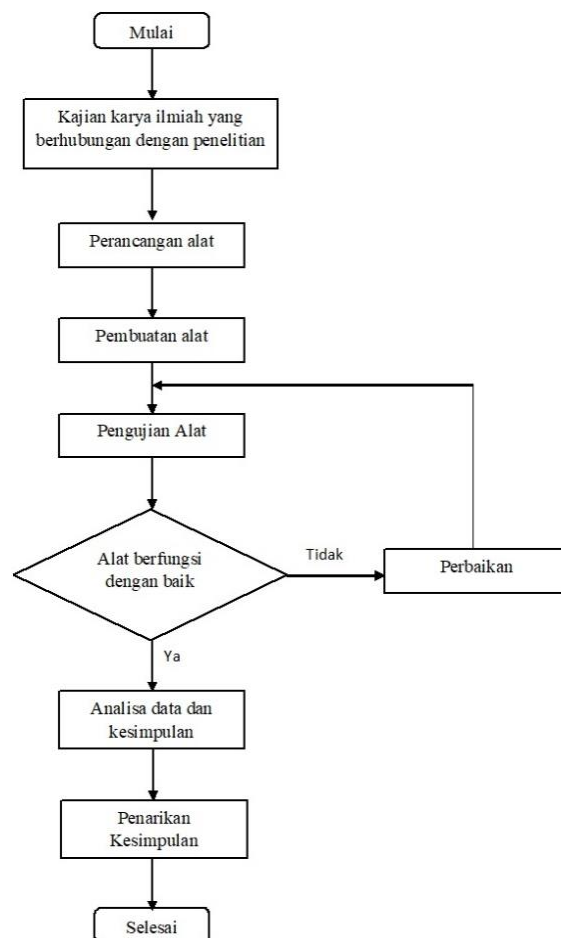 Mulai
Kajian karya ilmiah yang
berhubungan dengan penelitian
Perancangan alat
Pembuatan alat
Pengujian Alat
Alat berfungsi
dengan baik
Tidak
Perbaikan
Ya
Analisa data dan
kesimpulan
Penarikan
Kesimpulan
Selesai